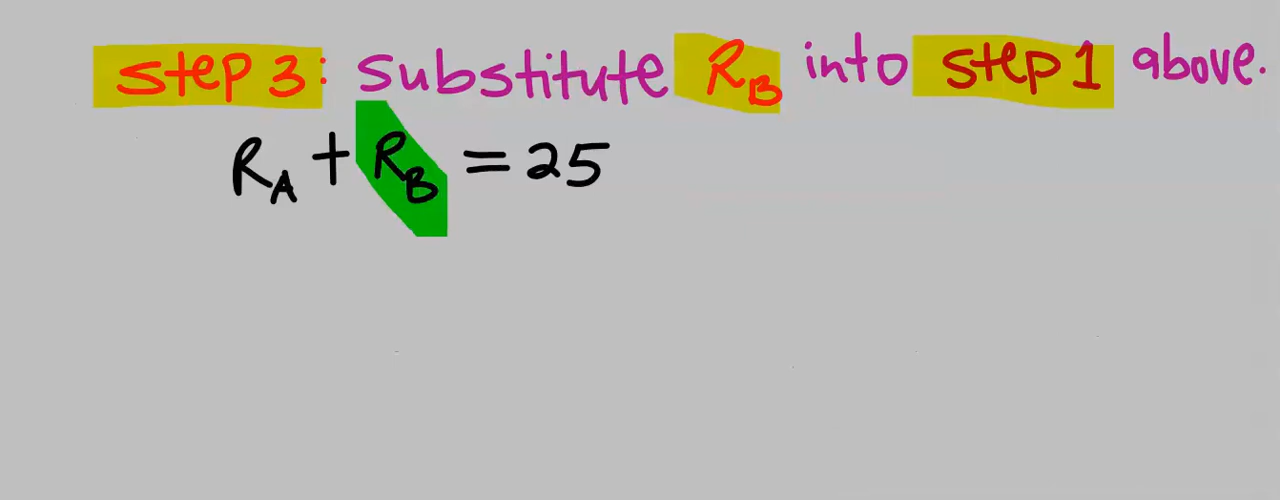 step 3: substitute R_B into step 1 above.
R_A + R_B = 25